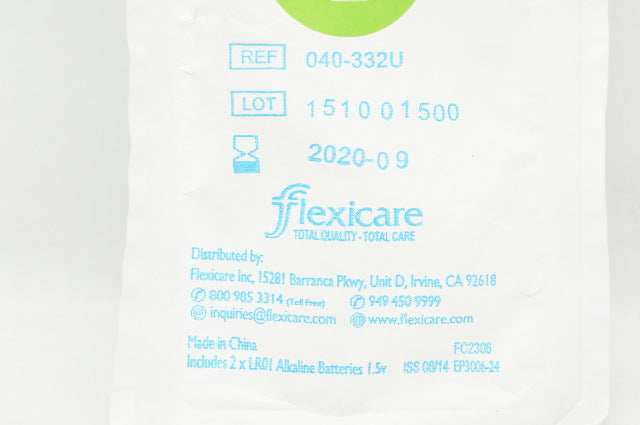 REF 040-332U
LOT 151001500
2020-09
flexicare
TOTAL QUALITY - TOTAL CARE
Distributed by:
Flexicare Inc, 15281 Barranca Pkwy, Unit D, Irvine, CA 92618
800 985 3314 (Toll Free) 949 450 9999
inquiries@flexicare.com www.flexicare.com
Made in China FC2306
Includes 2 x LR01 Alkaline Batteries 1.5v ISS 08/14 EP3006-24